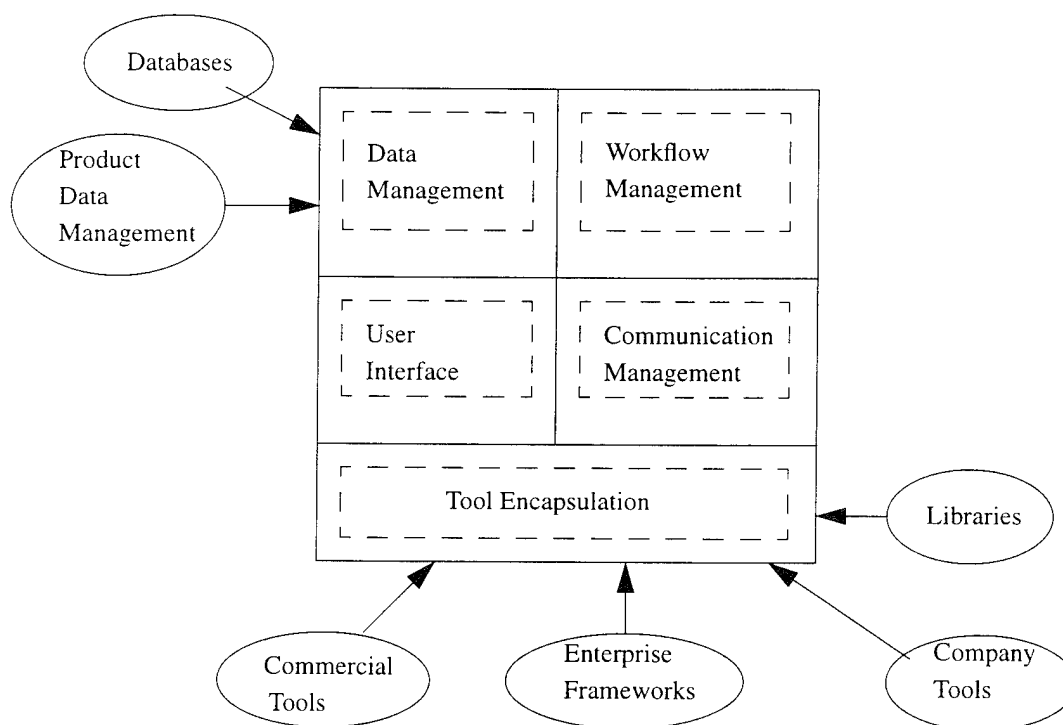 Databases
Product
Data
Management
Data
Management
Workflow
Management
User
Interface
Communication
Management
Tool Encapsulation
Libraries
Commercial
Tools
Enterprise
Frameworks
Company
Tools